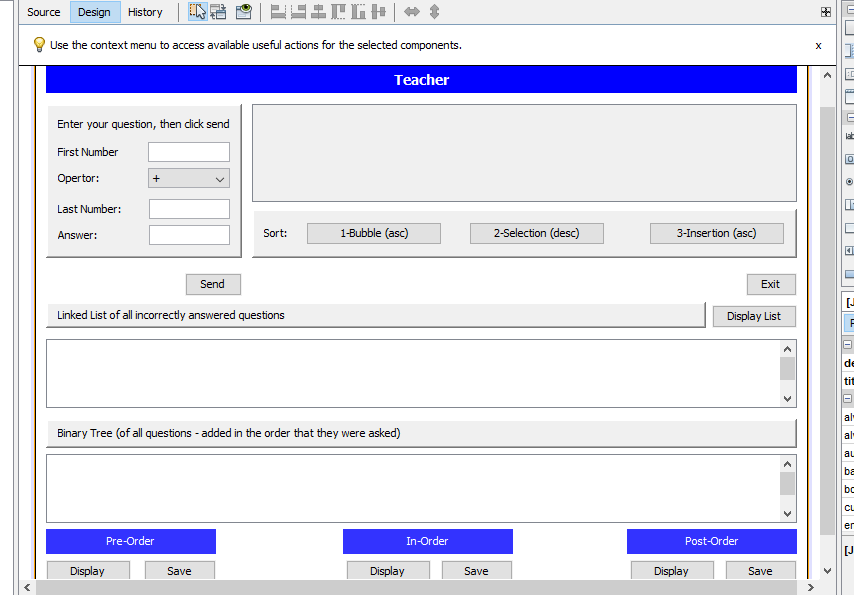 Source Design History
Use the context menu to access available useful actions for the selected components. x
Teacher
Enter your question, then click send
First Number
Opertor: +
Last Number:
Answer:
Sort: 1-Bubble (asc) 2-Selection (desc) 3-Insertion (asc)
Send Exit
Linked List of all incorrectly answered questions Display List
Binary Tree (of all questions - added in the order that they were asked)
Pre-Order In-Order Post-Order
Display Save Display Save Display Save